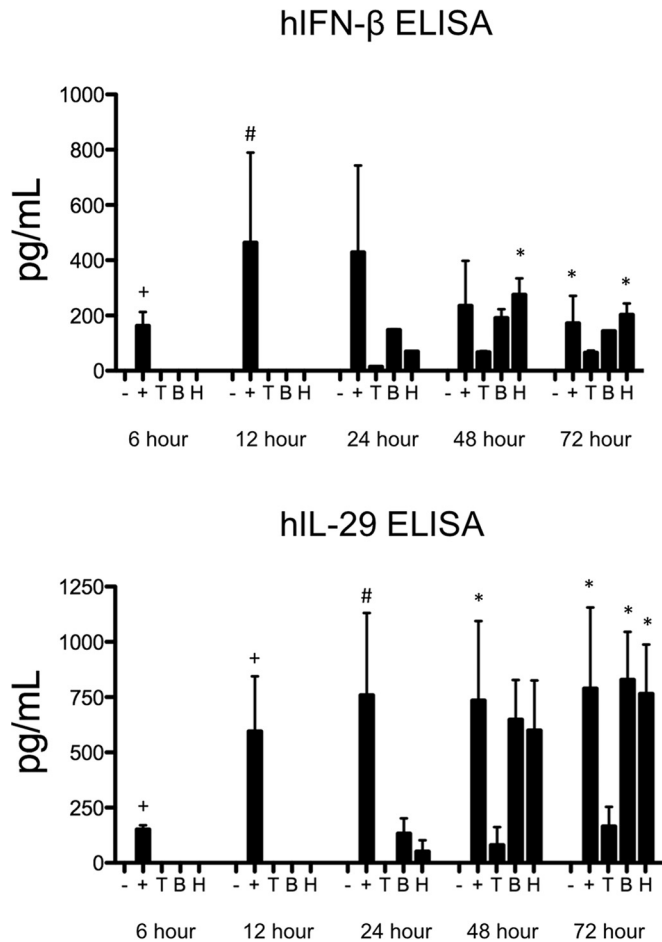 hIFN-β ELISA
1000
800
600
400
200
0
pg/mL
+ # * * *
- + T B H - + T B H - + T B H - + T B H - + T B H
6 hour 12 hour 24 hour 48 hour 72 hour
hIL-29 ELISA
1250
1000
750
500
250
0
pg/mL
+ + # * * * *
- + T B H - + T B H - + T B H - + T B H - + T B H
6 hour 12 hour 24 hour 48 hour 72 hour